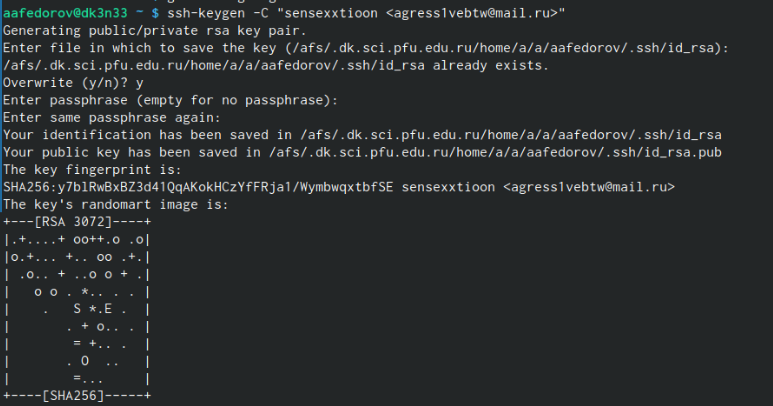 aafedorov@dk3n33 ~ $ ssh-keygen -C "sensexxtioon <agress1vebtw@mail.ru>"
Generating public/private rsa key pair.
Enter file in which to save the key (/afs/.dk.sci.pfu.edu.ru/home/a/a/aafedorov/.ssh/id_rsa):
/afs/.dk.sci.pfu.edu.ru/home/a/a/aafedorov/.ssh/id_rsa already exists.
Overwrite (y/n)? y
Enter passphrase (empty for no passphrase):
Enter same passphrase again:
Your identification has been saved in /afs/.dk.sci.pfu.edu.ru/home/a/a/aafedorov/.ssh/id_rsa
Your public key has been saved in /afs/.dk.sci.pfu.edu.ru/home/a/a/aafedorov/.ssh/id_rsa.pub
The key fingerprint is:
SHA256:y7blRwBxBZ3d41QqAKokHCzYfFRja1/WymbwqxtbfSE sensexxtioon <agress1vebtw@mail.ru>
The key's randomart image is:
+---[RSA 3072]----+
|.+....+ oo++.o .o|
|o.+... +.. oo .+.|
| .o.. + ..o o + .|
|   o o . *.. . . |
|    .   S *.E .  |
|       . + o.. . |
|        = +.. .  |
|       . O  ..   |
|        =...     |
+----[SHA256]-----+